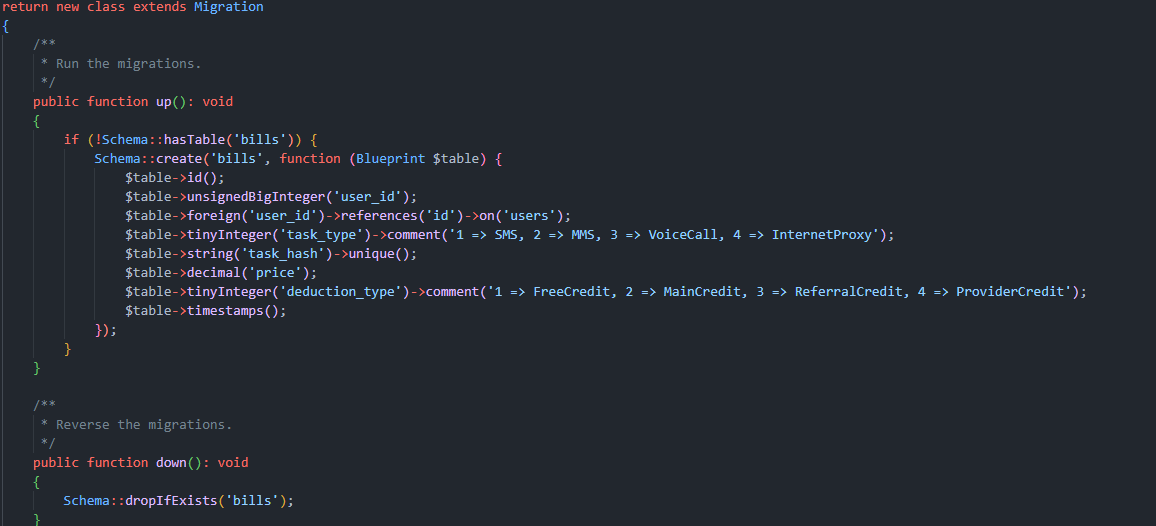 return new class extends Migration
{
    /**
     * Run the migrations.
     */
    public function up(): void
    {
        if (!Schema::hasTable('bills')) {
            Schema::create('bills', function (Blueprint $table) {
                $table->id();
                $table->unsignedBigInteger('user_id');
                $table->foreign('user_id')->references('id')->on('users');
                $table->tinyInteger('task_type')->comment('1 => SMS, 2 => MMS, 3 => VoiceCall, 4 => InternetProxy');
                $table->string('task_hash')->unique();
                $table->decimal('price');
                $table->tinyInteger('deduction_type')->comment('1 => FreeCredit, 2 => MainCredit, 3 => ReferralCredit, 4 => ProviderCredit');
                $table->timestamps();
            });
        }
    }

    /**
     * Reverse the migrations.
     */
    public function down(): void
    {
        Schema::dropIfExists('bills');
    }